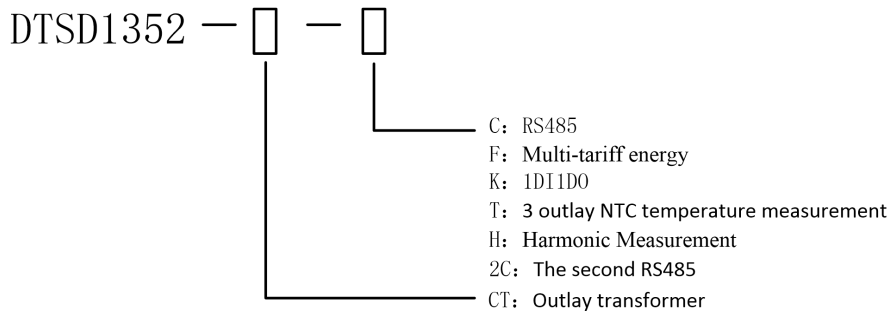 DTSD1352 — □ — □
C: RS485
F: Multi-tariff energy
K: 1DI1DO
T: 3 outlay NTC temperature measurement
H: Harmonic Measurement
2C: The second RS485
CT: Outlay transformer